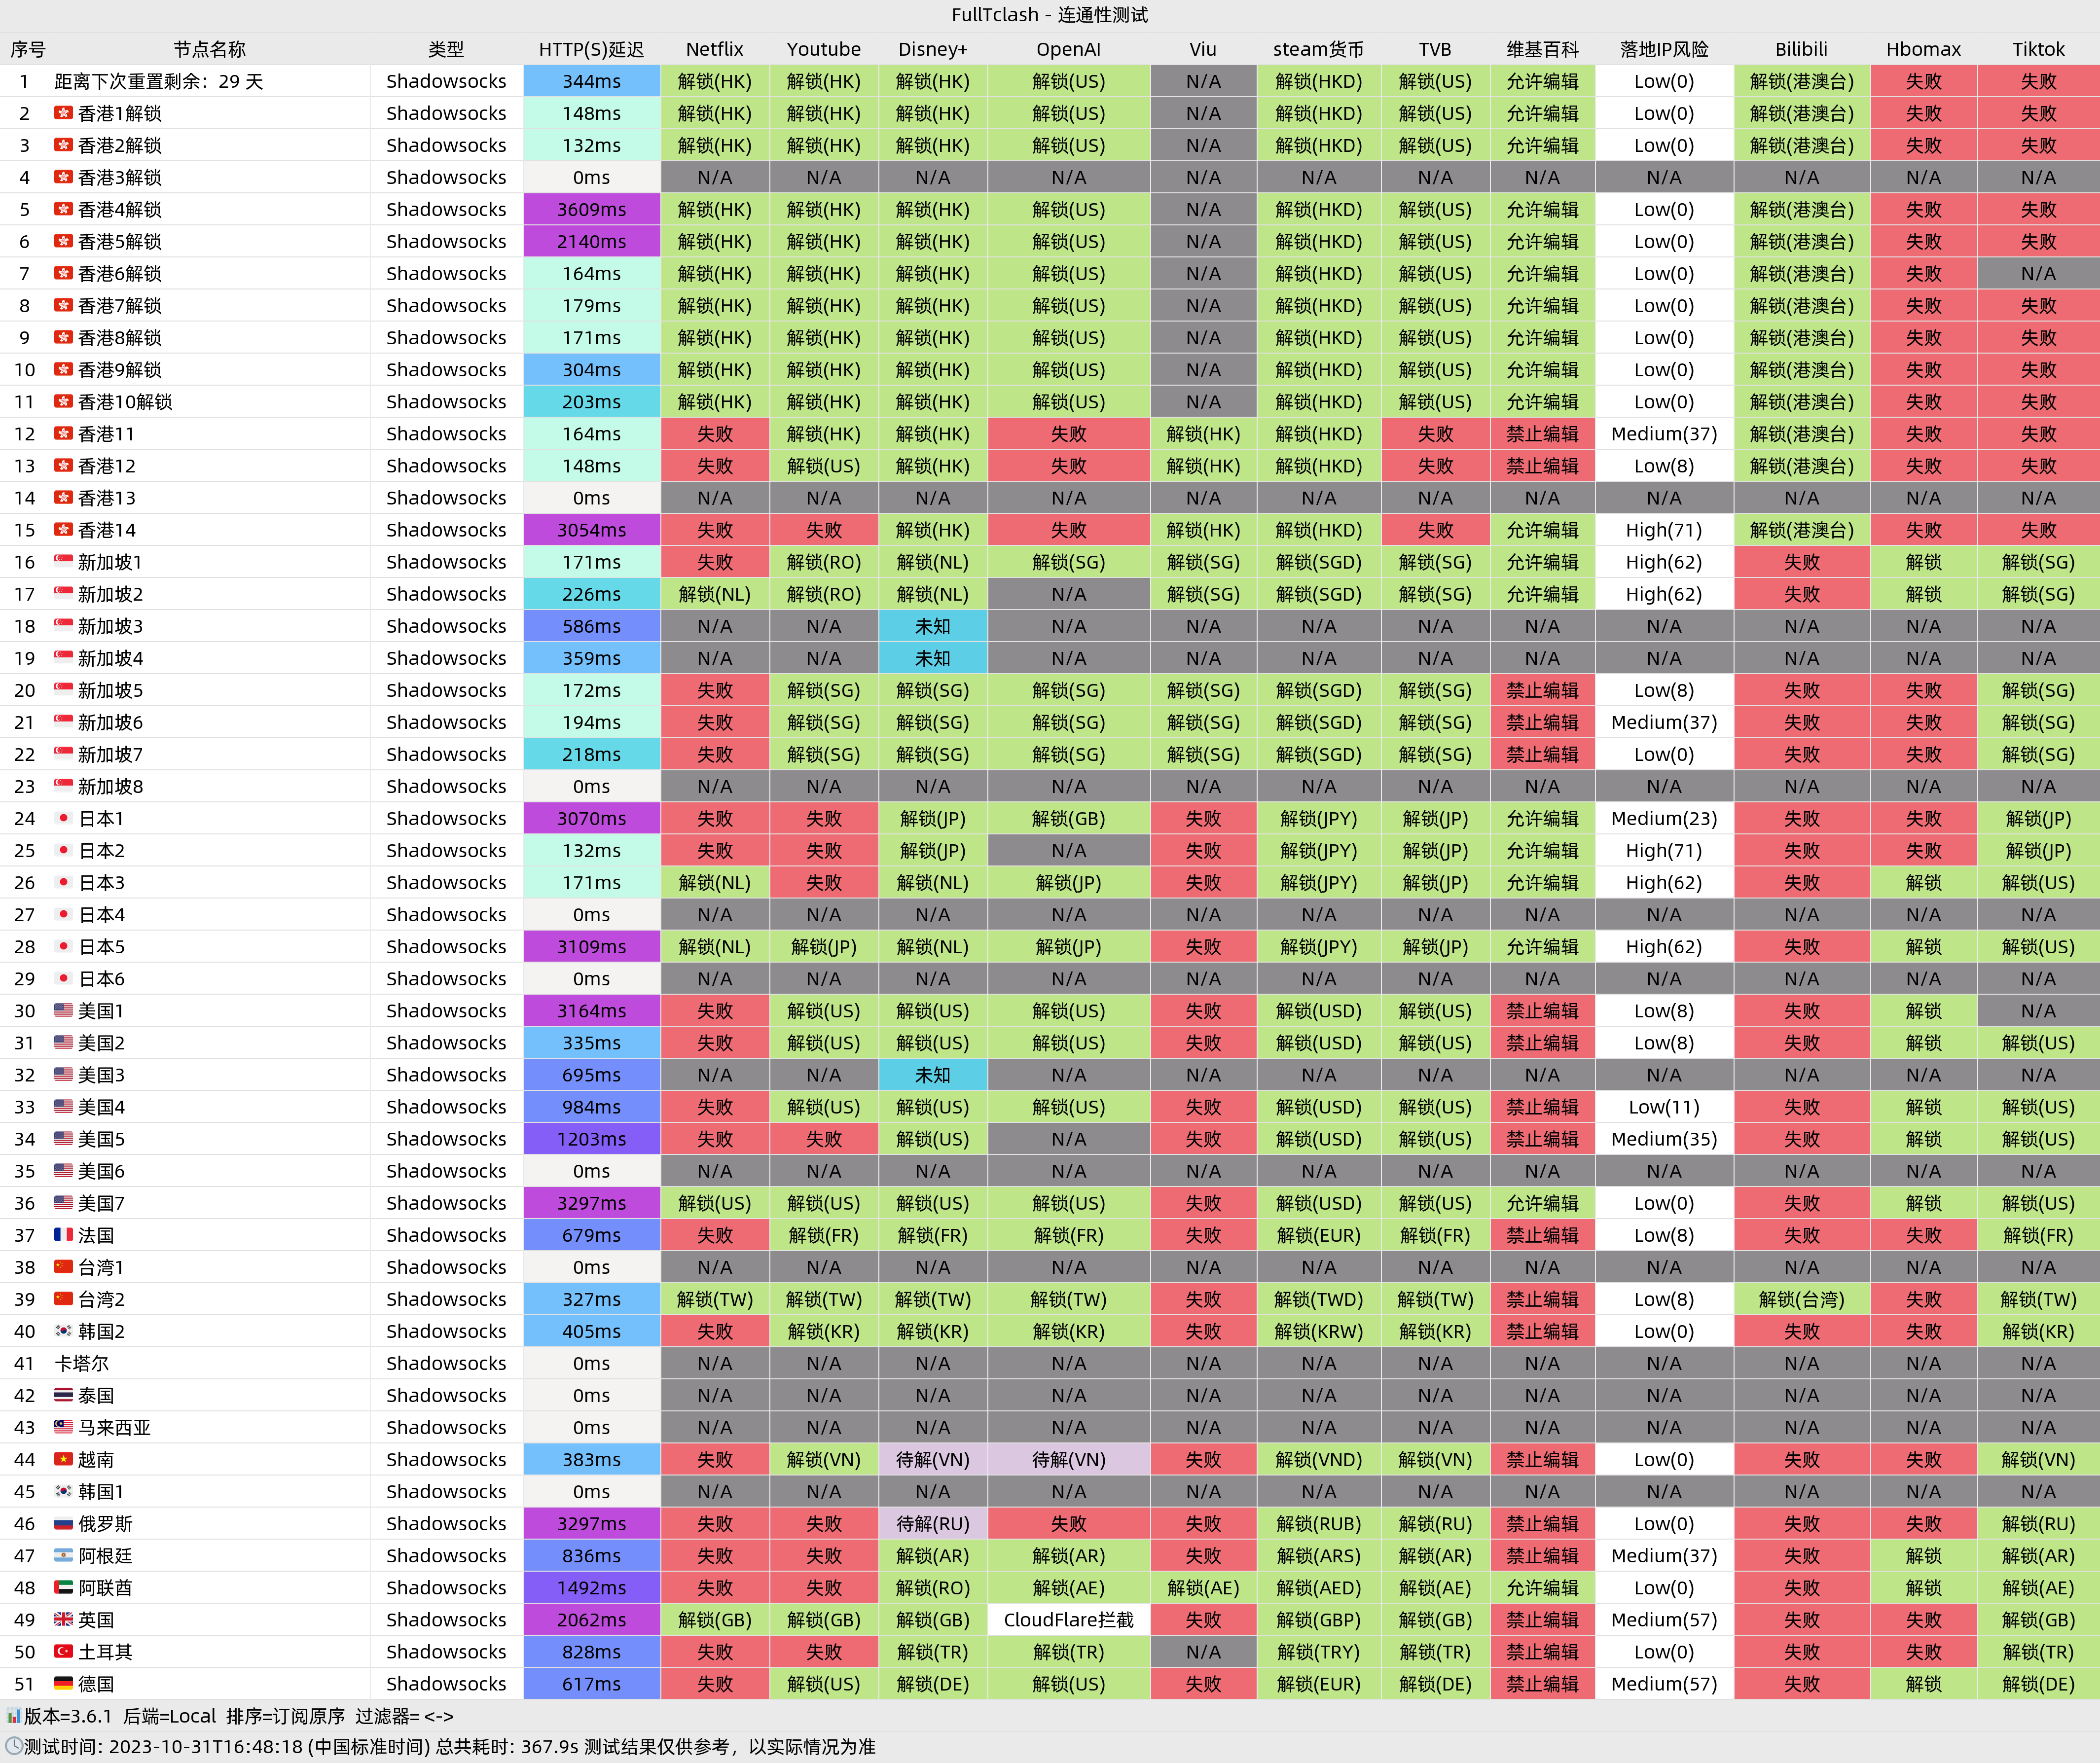 FullTclash - 连通性测试
序号 节点名称 类型 HTTP(S)延迟 Netflix Youtube Disney+ OpenAI Viu steam货币 TVB 维基百科 落地IP风险 Bilibili Hbomax Tiktok
1 距离下次重置剩余：29 天 Shadowsocks 344ms 解锁(HK) 解锁(HK) 解锁(HK) 解锁(US) N/A 解锁(HKD) 解锁(US) 允许编辑 Low(0) 解锁(港澳台) 失败 失败
2 香港1解锁 Shadowsocks 148ms 解锁(HK) 解锁(HK) 解锁(HK) 解锁(US) N/A 解锁(HKD) 解锁(US) 允许编辑 Low(0) 解锁(港澳台) 失败 失败
3 香港2解锁 Shadowsocks 132ms 解锁(HK) 解锁(HK) 解锁(HK) 解锁(US) N/A 解锁(HKD) 解锁(US) 允许编辑 Low(0) 解锁(港澳台) 失败 失败
4 香港3解锁 Shadowsocks 0ms N/A N/A N/A N/A N/A N/A N/A N/A N/A N/A N/A N/A
5 香港4解锁 Shadowsocks 3609ms 解锁(HK) 解锁(HK) 解锁(HK) 解锁(US) N/A 解锁(HKD) 解锁(US) 允许编辑 Low(0) 解锁(港澳台) 失败 失败
6 香港5解锁 Shadowsocks 2140ms 解锁(HK) 解锁(HK) 解锁(HK) 解锁(US) N/A 解锁(HKD) 解锁(US) 允许编辑 Low(0) 解锁(港澳台) 失败 失败
7 香港6解锁 Shadowsocks 164ms 解锁(HK) 解锁(HK) 解锁(HK) 解锁(US) N/A 解锁(HKD) 解锁(US) 允许编辑 Low(0) 解锁(港澳台) 失败 N/A
8 香港7解锁 Shadowsocks 179ms 解锁(HK) 解锁(HK) 解锁(HK) 解锁(US) N/A 解锁(HKD) 解锁(US) 允许编辑 Low(0) 解锁(港澳台) 失败 失败
9 香港8解锁 Shadowsocks 171ms 解锁(HK) 解锁(HK) 解锁(HK) 解锁(US) N/A 解锁(HKD) 解锁(US) 允许编辑 Low(0) 解锁(港澳台) 失败 失败
10 香港9解锁 Shadowsocks 304ms 解锁(HK) 解锁(HK) 解锁(HK) 解锁(US) N/A 解锁(HKD) 解锁(US) 允许编辑 Low(0) 解锁(港澳台) 失败 失败
11 香港10解锁 Shadowsocks 203ms 解锁(HK) 解锁(HK) 解锁(HK) 解锁(US) N/A 解锁(HKD) 解锁(US) 允许编辑 Low(0) 解锁(港澳台) 失败 失败
12 香港11 Shadowsocks 164ms 失败 解锁(HK) 解锁(HK) 失败 解锁(HK) 解锁(HKD) 失败 禁止编辑 Medium(37) 解锁(港澳台) 失败 失败
13 香港12 Shadowsocks 148ms 失败 解锁(US) 解锁(HK) 失败 解锁(HK) 解锁(HKD) 失败 禁止编辑 Low(8) 解锁(港澳台) 失败 失败
14 香港13 Shadowsocks 0ms N/A N/A N/A N/A N/A N/A N/A N/A N/A N/A N/A N/A
15 香港14 Shadowsocks 3054ms 失败 失败 解锁(HK) 失败 解锁(HK) 解锁(HKD) 失败 允许编辑 High(71) 解锁(港澳台) 失败 失败
16 新加坡1 Shadowsocks 171ms 失败 解锁(RO) 解锁(NL) 解锁(SG) 解锁(SG) 解锁(SGD) 解锁(SG) 允许编辑 High(62) 失败 解锁 解锁(SG)
17 新加坡2 Shadowsocks 226ms 解锁(NL) 解锁(RO) 解锁(NL) N/A 解锁(SG) 解锁(SGD) 解锁(SG) 允许编辑 High(62) 失败 解锁 解锁(SG)
18 新加坡3 Shadowsocks 586ms N/A N/A 未知 N/A N/A N/A N/A N/A N/A N/A N/A N/A
19 新加坡4 Shadowsocks 359ms N/A N/A 未知 N/A N/A N/A N/A N/A N/A N/A N/A N/A
20 新加坡5 Shadowsocks 172ms 失败 解锁(SG) 解锁(SG) 解锁(SG) 解锁(SG) 解锁(SGD) 解锁(SG) 禁止编辑 Low(8) 失败 失败 解锁(SG)
21 新加坡6 Shadowsocks 194ms 失败 解锁(SG) 解锁(SG) 解锁(SG) 解锁(SG) 解锁(SGD) 解锁(SG) 禁止编辑 Medium(37) 失败 失败 解锁(SG)
22 新加坡7 Shadowsocks 218ms 失败 解锁(SG) 解锁(SG) 解锁(SG) 解锁(SG) 解锁(SGD) 解锁(SG) 禁止编辑 Low(0) 失败 失败 解锁(SG)
23 新加坡8 Shadowsocks 0ms N/A N/A N/A N/A N/A N/A N/A N/A N/A N/A N/A N/A
24 日本1 Shadowsocks 3070ms 失败 失败 解锁(JP) 解锁(GB) 失败 解锁(JPY) 解锁(JP) 允许编辑 Medium(23) 失败 失败 解锁(JP)
25 日本2 Shadowsocks 132ms 失败 失败 解锁(JP) N/A 失败 解锁(JPY) 解锁(JP) 允许编辑 High(71) 失败 失败 解锁(JP)
26 日本3 Shadowsocks 171ms 解锁(NL) 失败 解锁(NL) 解锁(JP) 失败 解锁(JPY) 解锁(JP) 允许编辑 High(62) 失败 解锁 解锁(US)
27 日本4 Shadowsocks 0ms N/A N/A N/A N/A N/A N/A N/A N/A N/A N/A N/A N/A
28 日本5 Shadowsocks 3109ms 解锁(NL) 解锁(JP) 解锁(NL) 解锁(JP) 失败 解锁(JPY) 解锁(JP) 允许编辑 High(62) 失败 解锁 解锁(US)
29 日本6 Shadowsocks 0ms N/A N/A N/A N/A N/A N/A N/A N/A N/A N/A N/A N/A
30 美国1 Shadowsocks 3164ms 失败 解锁(US) 解锁(US) 解锁(US) 失败 解锁(USD) 解锁(US) 禁止编辑 Low(8) 失败 解锁 N/A
31 美国2 Shadowsocks 335ms 失败 解锁(US) 解锁(US) 解锁(US) 失败 解锁(USD) 解锁(US) 禁止编辑 Low(8) 失败 解锁 解锁(US)
32 美国3 Shadowsocks 695ms N/A N/A 未知 N/A N/A N/A N/A N/A N/A N/A N/A N/A
33 美国4 Shadowsocks 984ms 失败 解锁(US) 解锁(US) 解锁(US) 失败 解锁(USD) 解锁(US) 禁止编辑 Low(11) 失败 解锁 解锁(US)
34 美国5 Shadowsocks 1203ms 失败 失败 解锁(US) N/A 失败 解锁(USD) 解锁(US) 禁止编辑 Medium(35) 失败 解锁 解锁(US)
35 美国6 Shadowsocks 0ms N/A N/A N/A N/A N/A N/A N/A N/A N/A N/A N/A N/A
36 美国7 Shadowsocks 3297ms 解锁(US) 解锁(US) 解锁(US) 解锁(US) 失败 解锁(USD) 解锁(US) 允许编辑 Low(0) 失败 解锁 解锁(US)
37 法国 Shadowsocks 679ms 失败 解锁(FR) 解锁(FR) 解锁(FR) 失败 解锁(EUR) 解锁(FR) 禁止编辑 Low(8) 失败 失败 解锁(FR)
38 台湾1 Shadowsocks 0ms N/A N/A N/A N/A N/A N/A N/A N/A N/A N/A N/A N/A
39 台湾2 Shadowsocks 327ms 解锁(TW) 解锁(TW) 解锁(TW) 解锁(TW) 失败 解锁(TWD) 解锁(TW) 禁止编辑 Low(8) 解锁(台湾) 失败 解锁(TW)
40 韩国2 Shadowsocks 405ms 失败 解锁(KR) 解锁(KR) 解锁(KR) 失败 解锁(KRW) 解锁(KR) 禁止编辑 Low(0) 失败 失败 解锁(KR)
41 卡塔尔 Shadowsocks 0ms N/A N/A N/A N/A N/A N/A N/A N/A N/A N/A N/A N/A
42 泰国 Shadowsocks 0ms N/A N/A N/A N/A N/A N/A N/A N/A N/A N/A N/A N/A
43 马来西亚 Shadowsocks 0ms N/A N/A N/A N/A N/A N/A N/A N/A N/A N/A N/A N/A
44 越南 Shadowsocks 383ms 失败 解锁(VN) 待解(VN) 待解(VN) 失败 解锁(VND) 解锁(VN) 禁止编辑 Low(0) 失败 失败 解锁(VN)
45 韩国1 Shadowsocks 0ms N/A N/A N/A N/A N/A N/A N/A N/A N/A N/A N/A N/A
46 俄罗斯 Shadowsocks 3297ms 失败 失败 待解(RU) 失败 失败 解锁(RUB) 解锁(RU) 禁止编辑 Low(0) 失败 失败 解锁(RU)
47 阿根廷 Shadowsocks 836ms 失败 失败 解锁(AR) 解锁(AR) 失败 解锁(ARS) 解锁(AR) 禁止编辑 Medium(37) 失败 解锁 解锁(AR)
48 阿联酋 Shadowsocks 1492ms 失败 失败 解锁(RO) 解锁(AE) 解锁(AE) 解锁(AED) 解锁(AE) 允许编辑 Low(0) 失败 解锁 解锁(AE)
49 英国 Shadowsocks 2062ms 解锁(GB) 解锁(GB) 解锁(GB) CloudFlare拦截 失败 解锁(GBP) 解锁(GB) 禁止编辑 Medium(57) 失败 失败 解锁(GB)
50 土耳其 Shadowsocks 828ms 失败 失败 解锁(TR) 解锁(TR) N/A 解锁(TRY) 解锁(TR) 禁止编辑 Low(0) 失败 失败 解锁(TR)
51 德国 Shadowsocks 617ms 失败 解锁(US) 解锁(DE) 解锁(US) 失败 解锁(EUR) 解锁(DE) 禁止编辑 Medium(57) 失败 解锁 解锁(DE)
版本=3.6.1 后端=Local 排序=订阅原序 过滤器= <->
测试时间: 2023-10-31T16:48:18 (中国标准时间) 总共耗时: 367.9s 测试结果仅供参考，以实际情况为准